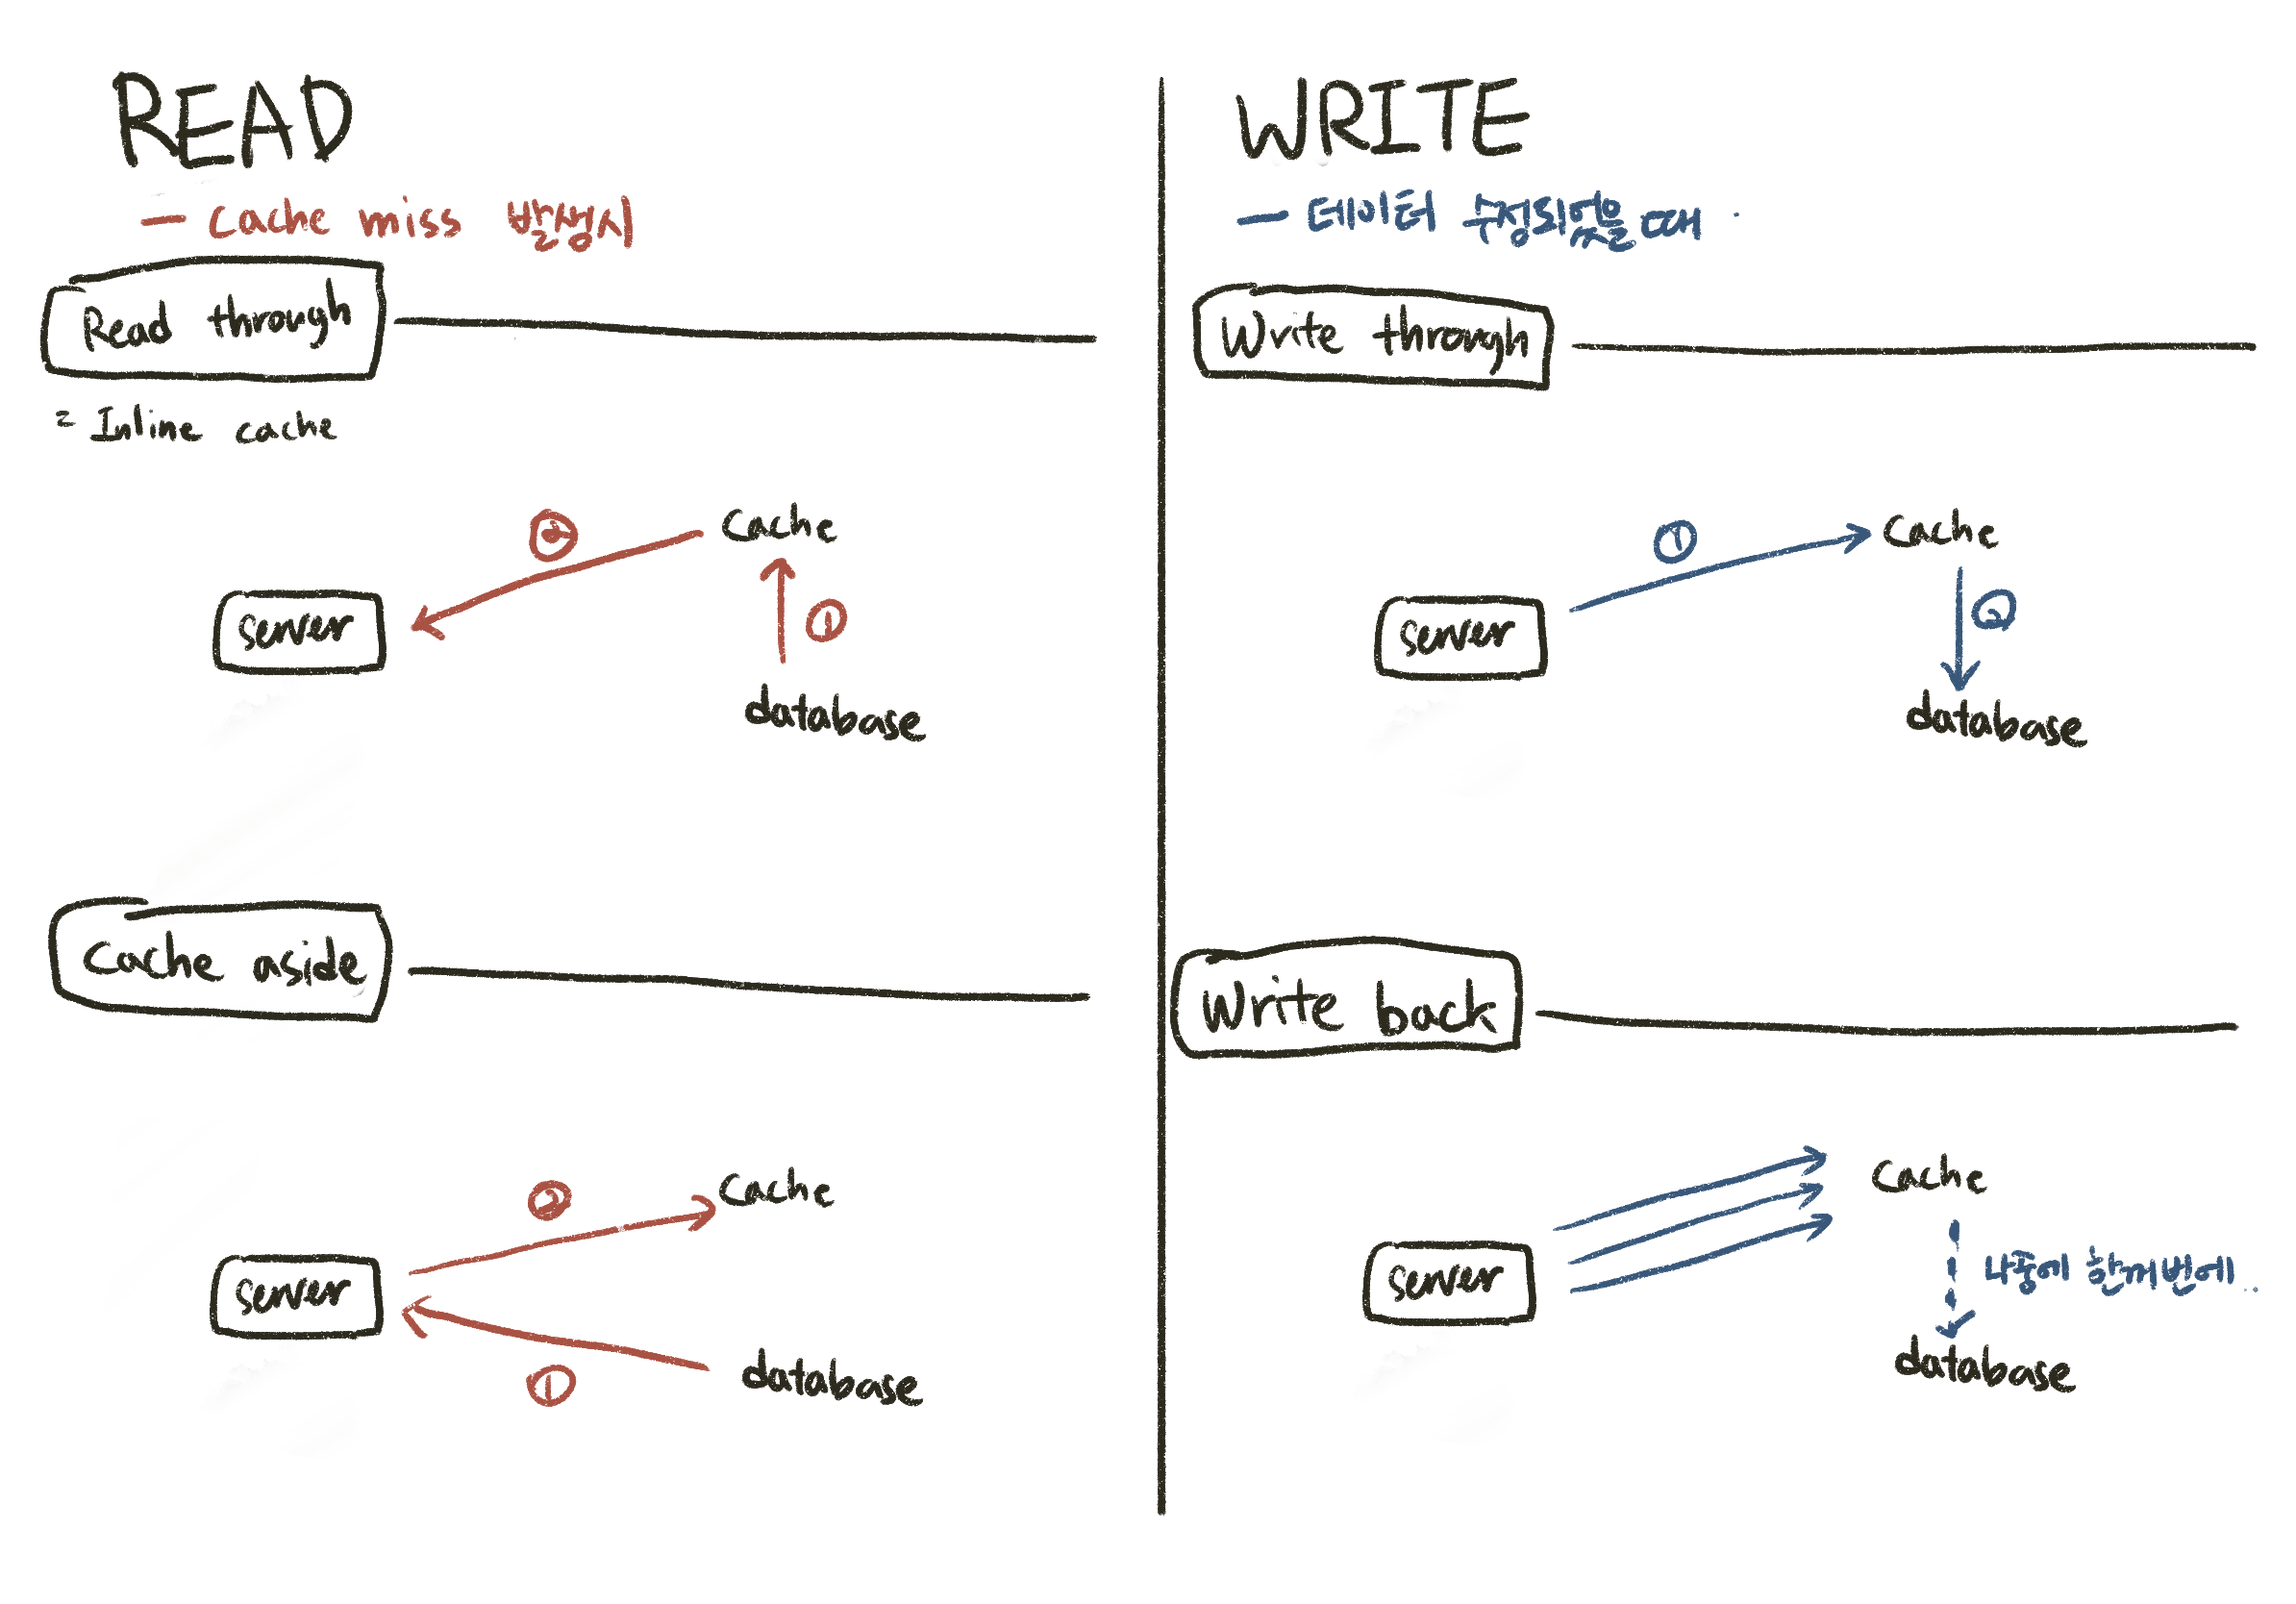 READ
- Cache miss 발생시
Read through
= Inline cache
②
Cache
①
server
database
Cache aside
②
Cache
server
①
database
WRITE
- 데이터 수정되었을 때
Write through
①
Cache
②
server
database
Write back
Cache
나중에 한꺼번에..
server
database